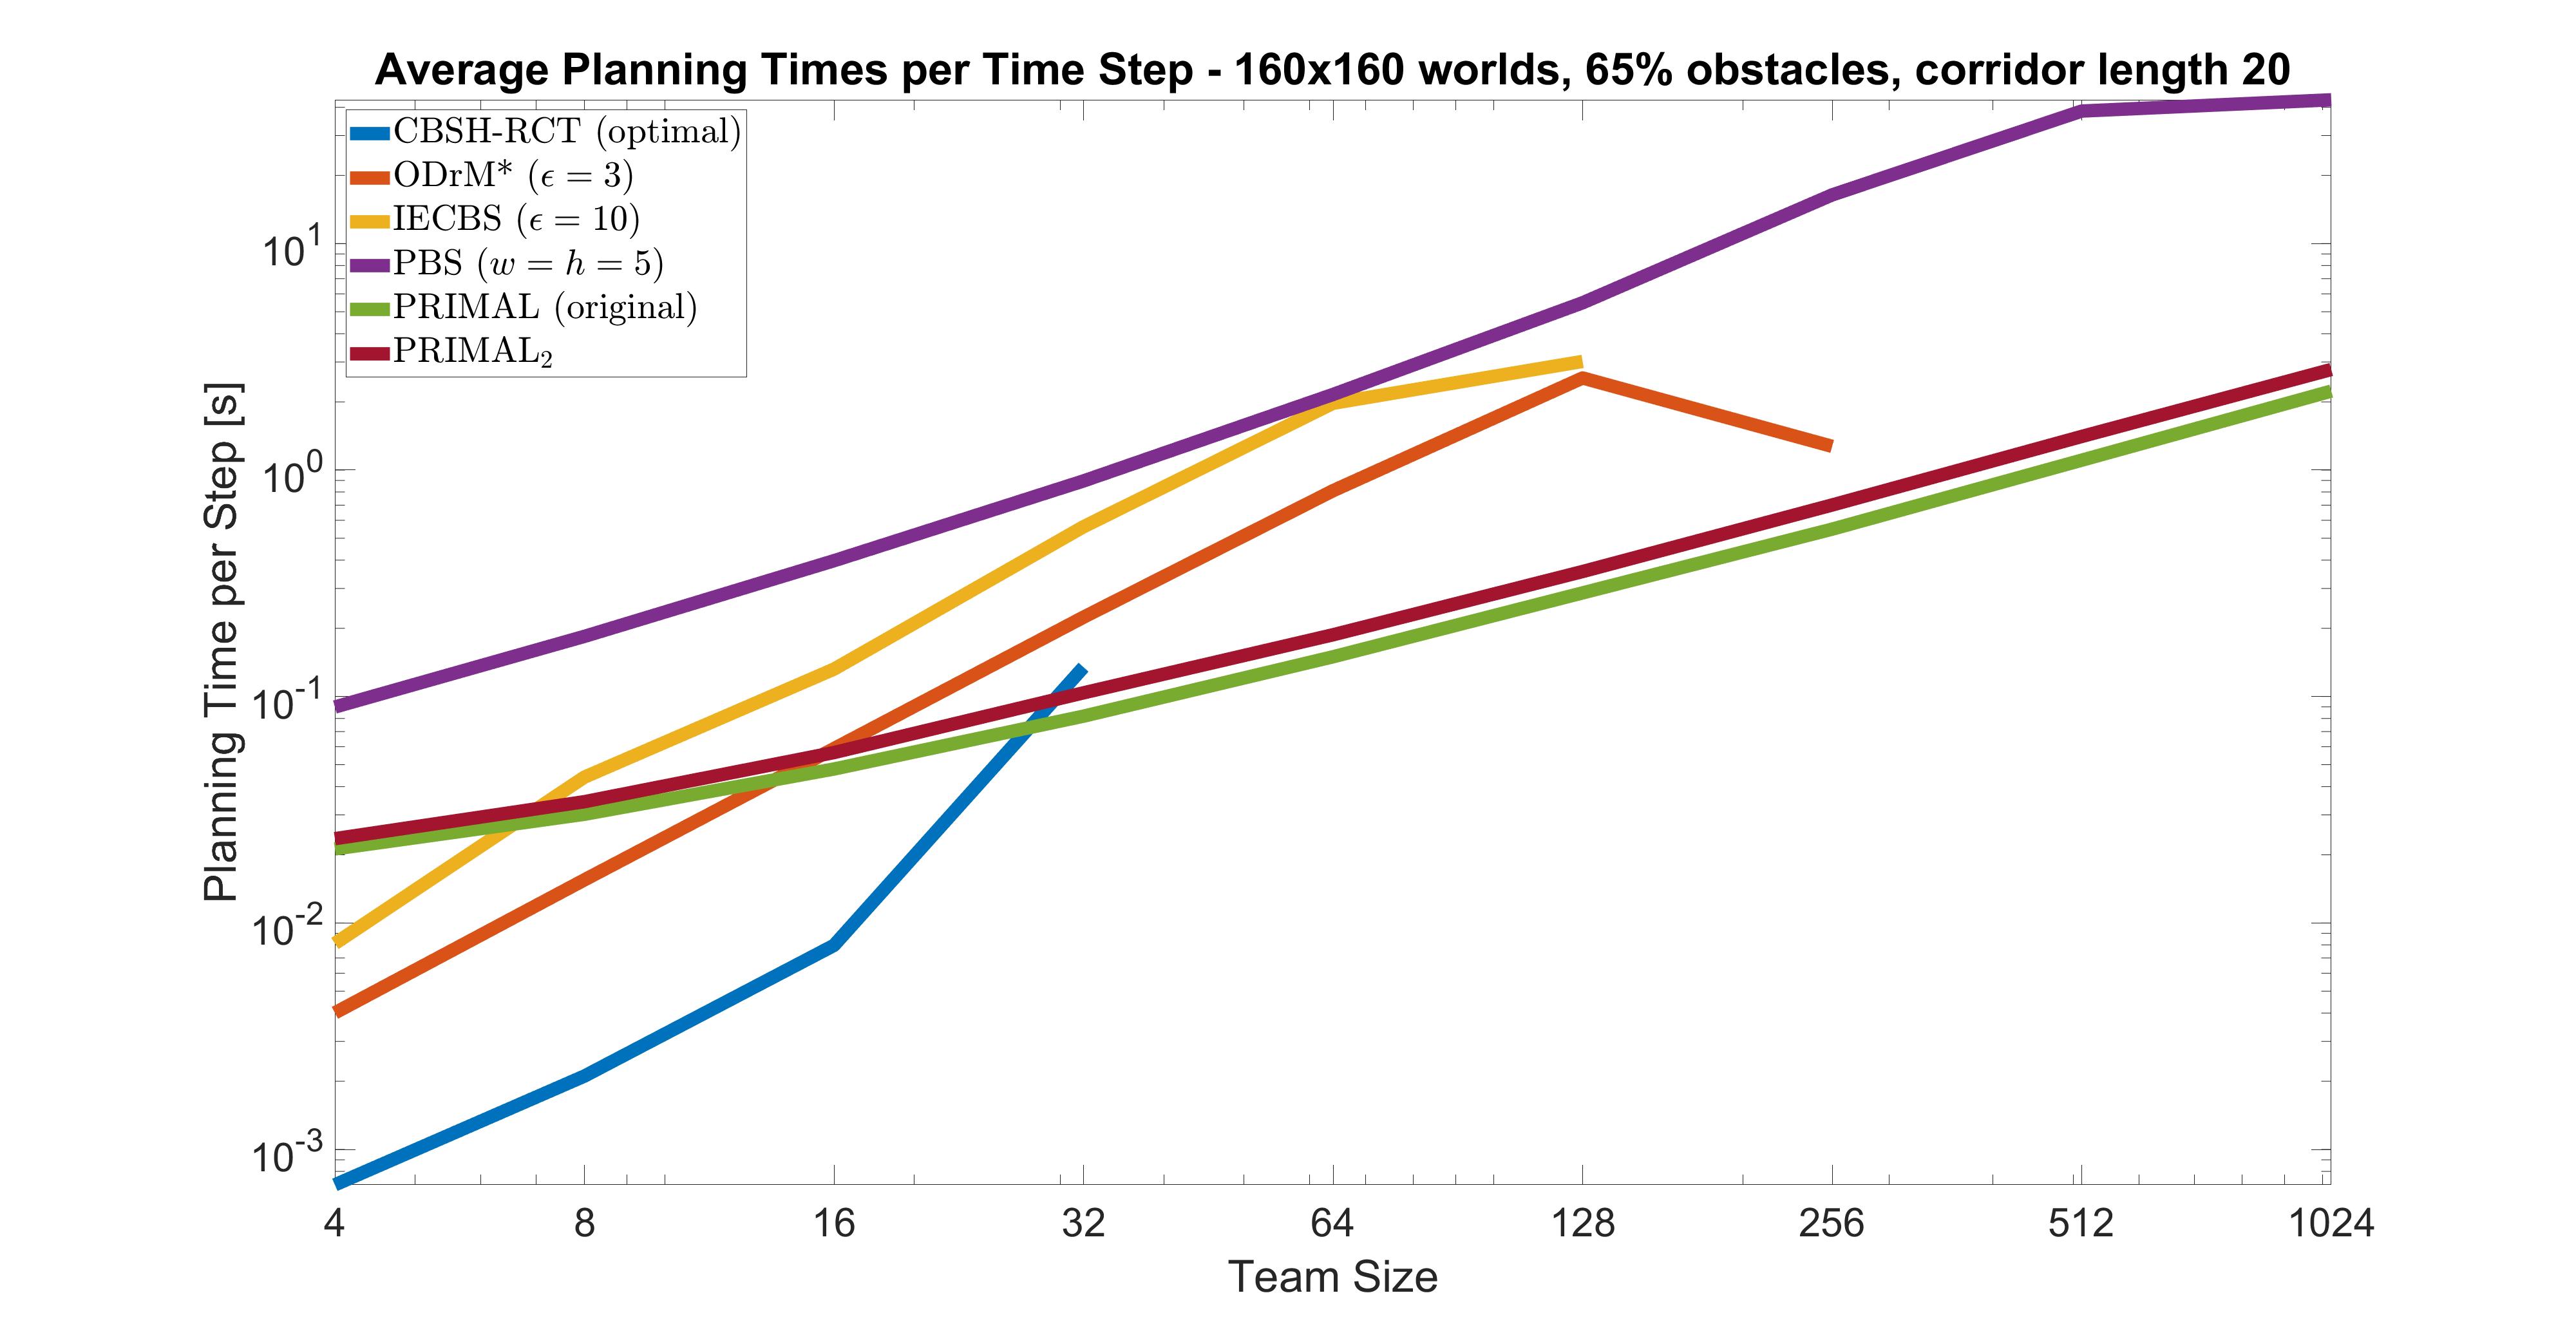 Average Planning Times per Time Step - 160x160 worlds, 65% obstacles, corridor length 20
CBSH-RCT (optimal)
ODrM* (ϵ = 3)
IECBS (ϵ = 10)
PBS (w = h = 5)
PRIMAL (original)
PRIMAL₂
Planning Time per Step [s]
10¹
10⁰
10⁻¹
10⁻²
10⁻³
4 8 16 32 64 128 256 512 1024
Team Size